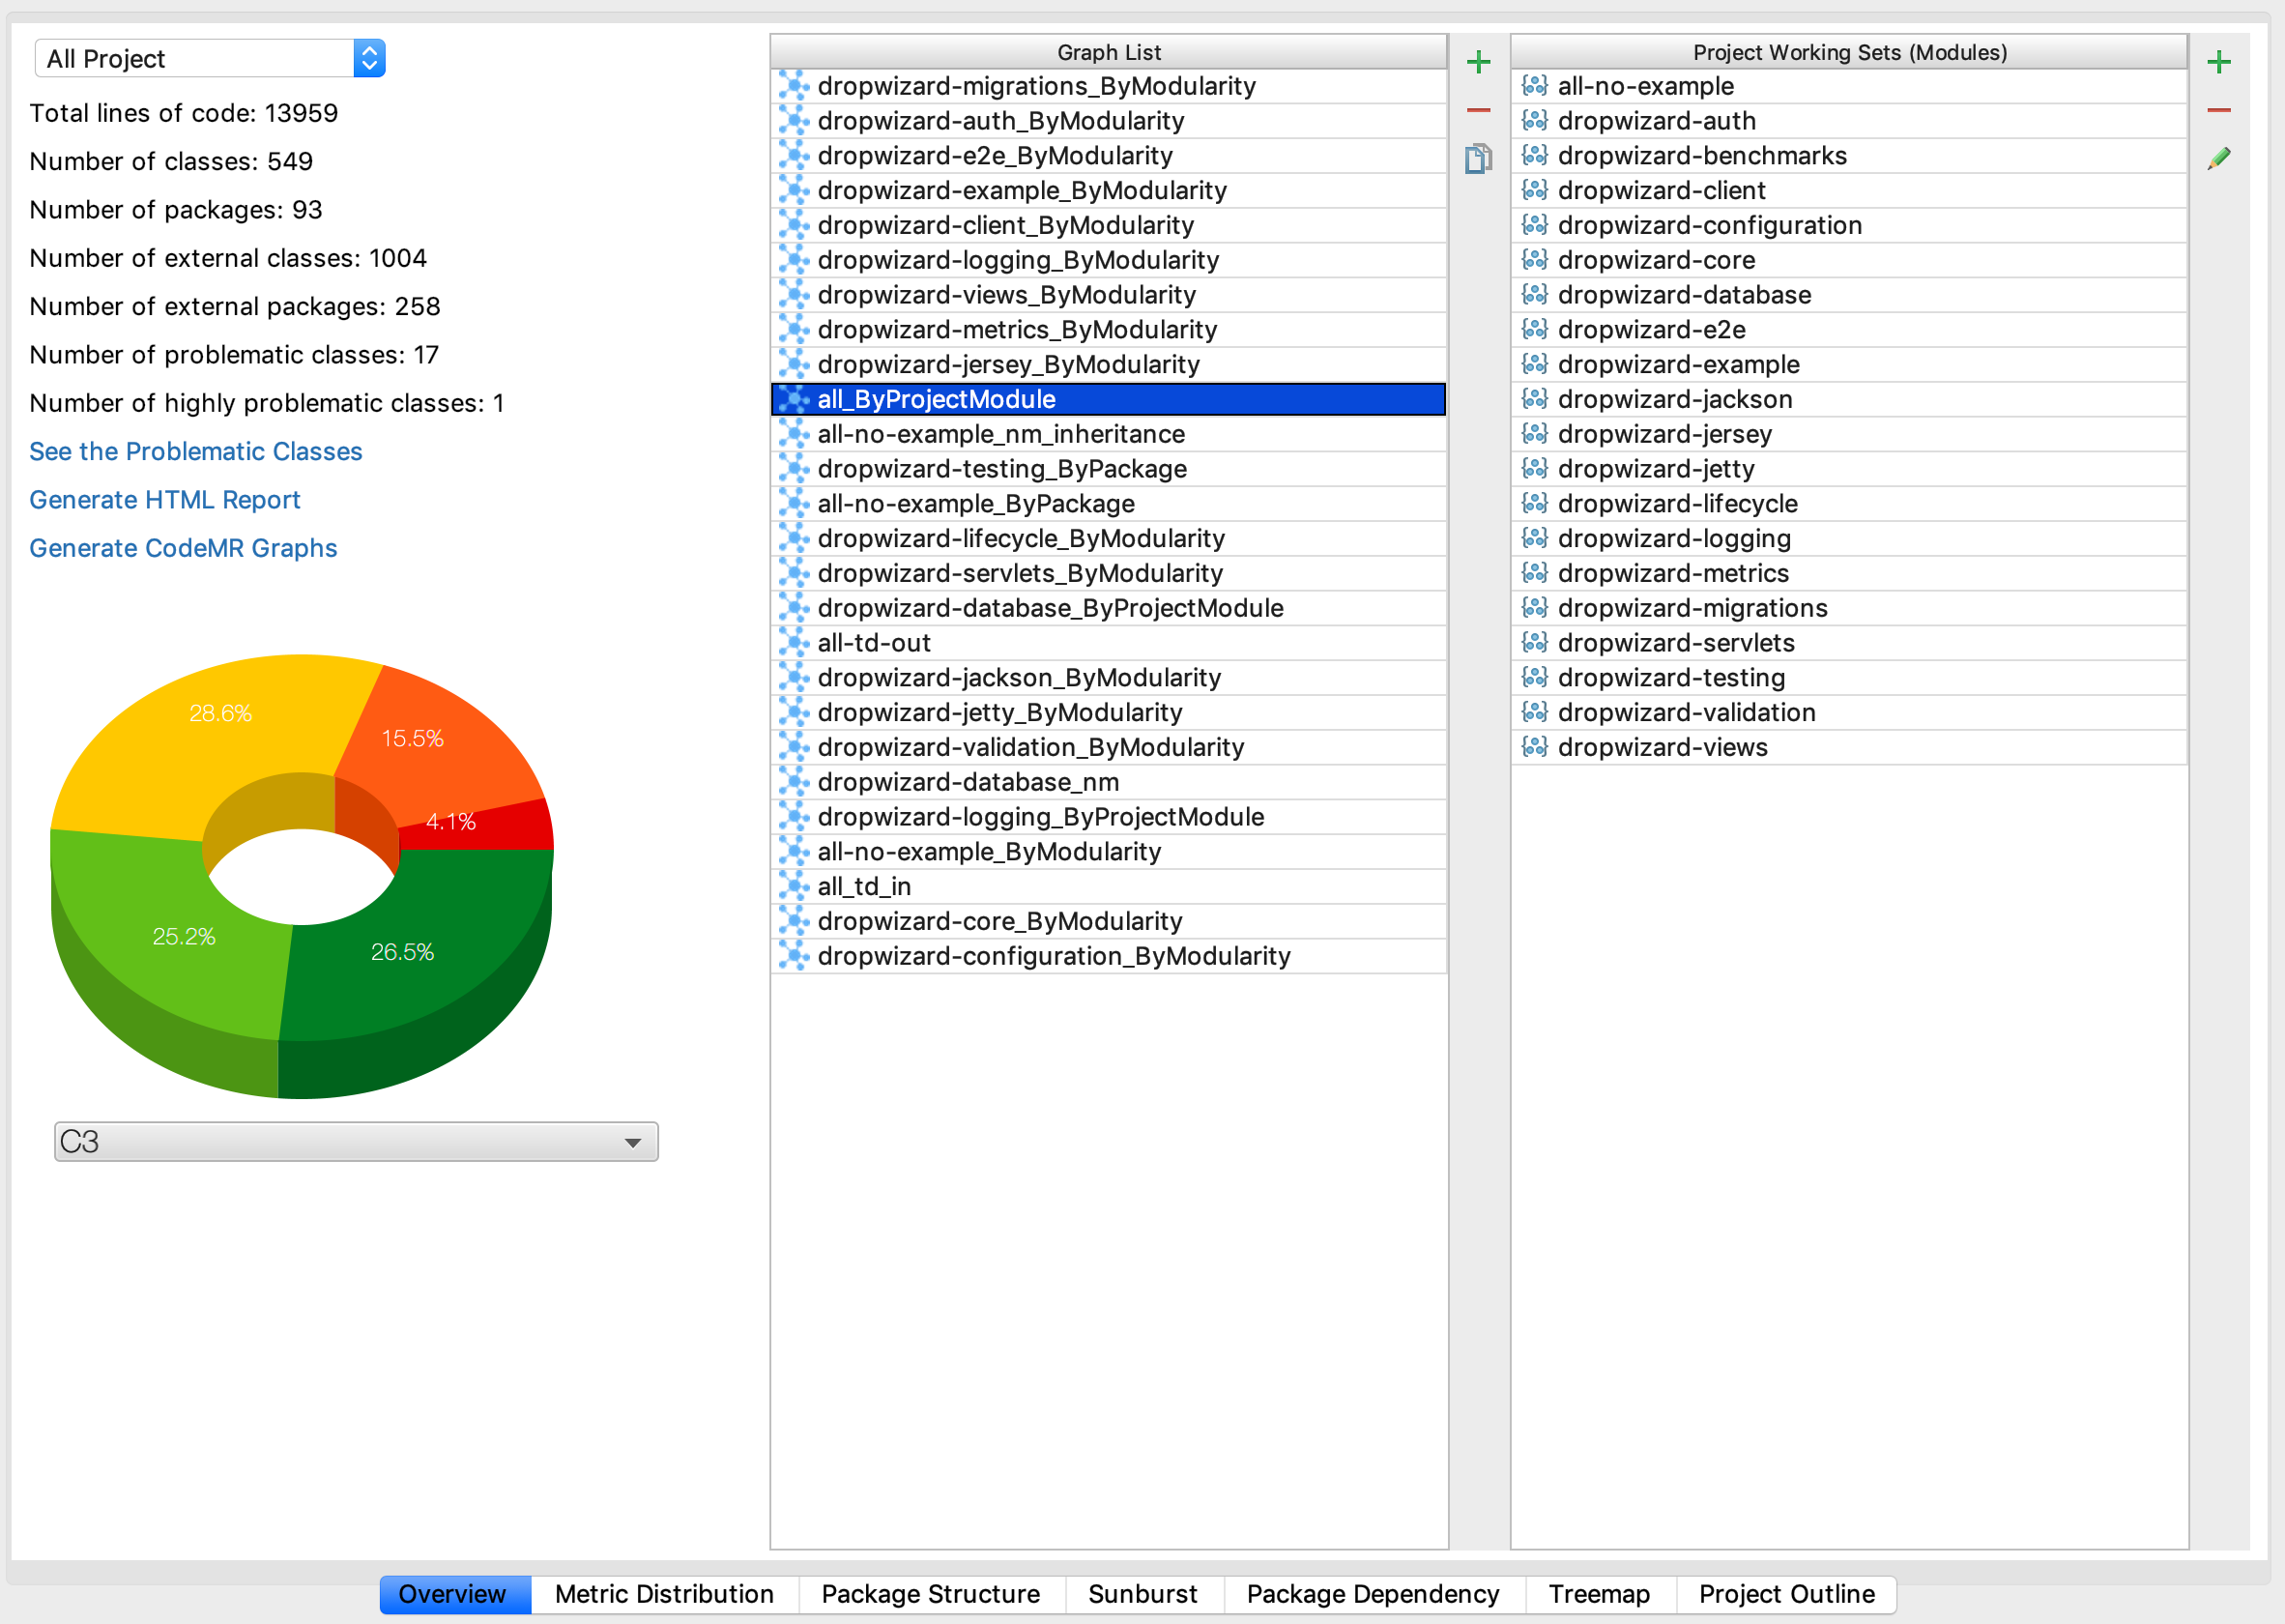 All Project
Total lines of code: 13959
Number of classes: 549
Number of packages: 93
Number of external classes: 1004
Number of external packages: 258
Number of problematic classes: 17
Number of highly problematic classes: 1
See the Problematic Classes
Generate HTML Report
Generate CodeMR Graphs
28.6%
15.5%
4.1%
25.2%
26.5%
C3
Graph List
dropwizard-migrations_ByModularity
dropwizard-auth_ByModularity
dropwizard-e2e_ByModularity
dropwizard-example_ByModularity
dropwizard-client_ByModularity
dropwizard-logging_ByModularity
dropwizard-views_ByModularity
dropwizard-metrics_ByModularity
dropwizard-jersey_ByModularity
all_ByProjectModule
all-no-example_nm_inheritance
dropwizard-testing_ByPackage
all-no-example_ByPackage
dropwizard-lifecycle_ByModularity
dropwizard-servlets_ByModularity
dropwizard-database_ByProjectModule
all-td-out
dropwizard-jackson_ByModularity
dropwizard-jetty_ByModularity
dropwizard-validation_ByModularity
dropwizard-database_nm
dropwizard-logging_ByProjectModule
all-no-example_ByModularity
all_td_in
dropwizard-core_ByModularity
dropwizard-configuration_ByModularity
Project Working Sets (Modules)
all-no-example
dropwizard-auth
dropwizard-benchmarks
dropwizard-client
dropwizard-configuration
dropwizard-core
dropwizard-database
dropwizard-e2e
dropwizard-example
dropwizard-jackson
dropwizard-jersey
dropwizard-jetty
dropwizard-lifecycle
dropwizard-logging
dropwizard-metrics
dropwizard-migrations
dropwizard-servlets
dropwizard-testing
dropwizard-validation
dropwizard-views
Overview Metric Distribution Package Structure Sunburst Package Dependency Treemap Project Outline